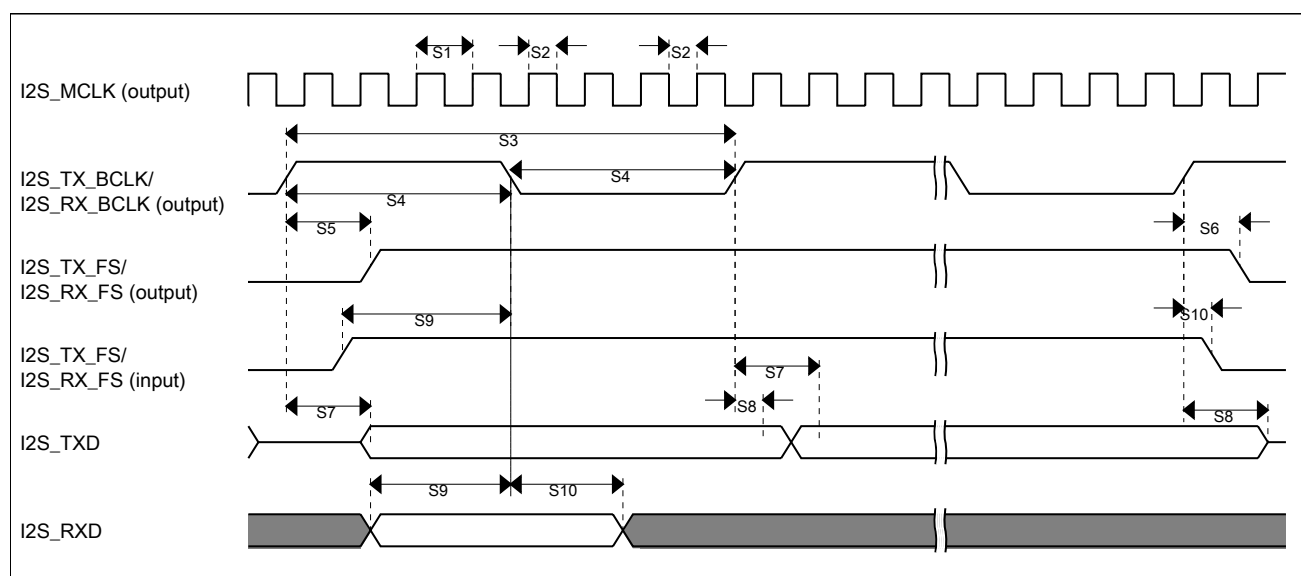 S1
S2
S2
I2S_MCLK (output)
S3
I2S_TX_BCLK/
I2S_RX_BCLK (output)
S4
S4
S5
S6
I2S_TX_FS/
I2S_RX_FS (output)
S9
S10
I2S_TX_FS/
I2S_RX_FS (input)
S7
S7
S8
S8
I2S_TXD
S9
S10
I2S_RXD